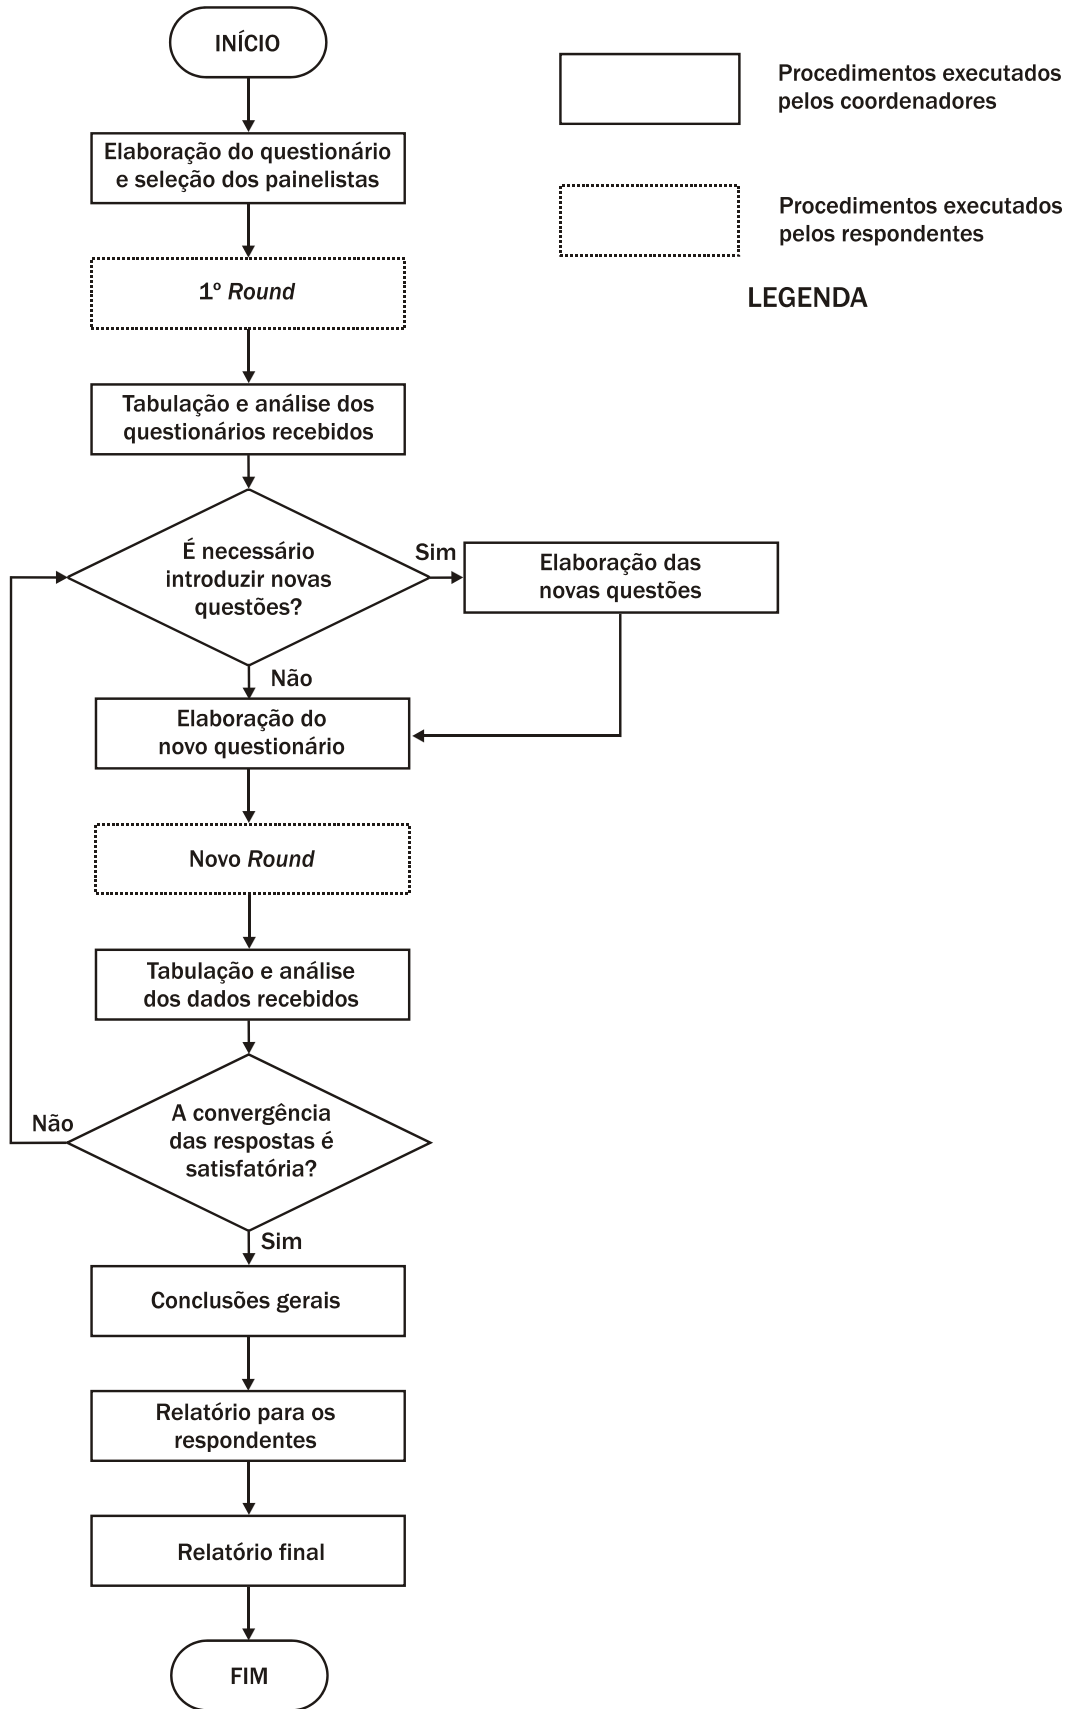 INÍCIO
Procedimentos executados
pelos coordenadores
Elaboração do questionário
e seleção dos painelistas
Procedimentos executados
pelos respondentes
LEGENDA
1º Round
Tabulação e análise dos
questionários recebidos
É necessário
introduzir novas
questões?
Sim
Elaboração das
novas questões
Não
Elaboração do
novo questionário
Novo Round
Tabulação e análise
dos dados recebidos
A convergência
das respostas é
satisfatória?
Não
Sim
Conclusões gerais
Relatório para os
respondentes
Relatório final
FIM